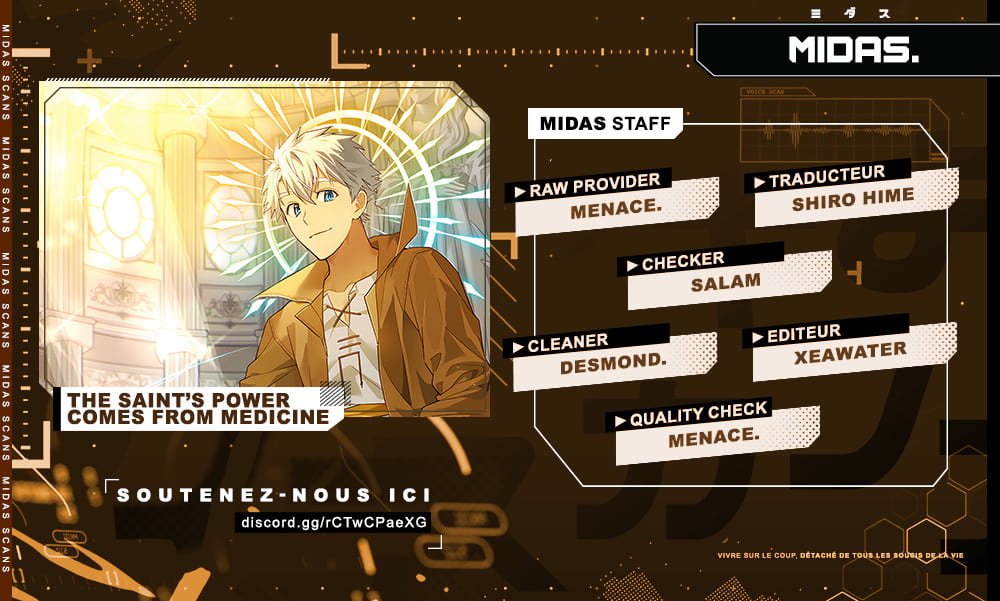 ミダス
MIDAS.
VOICE SCAN
MIDAS STAFF
▶RAW PROVIDER
MENACE.
▶TRADUCTEUR
SHIRO HIME
▶CHECKER
SALAM
▶CLEANER
DESMOND.
▶EDITEUR
XEAWATER
▶QUALITY CHECK
MENACE.
THE SAINT'S POWER
COMES FROM MEDICINE
SOUTENEZ-NOUS ICI
discord.gg/rCTwCPaeXG
VIVRE SUR LE COUP, DÉTACHÉ DE TOUS LES SOUCIS DE LA VIE
MIDAS SCANS MIDAS SCANS MIDAS SCANS MIDAS SCANS MIDAS SCANS